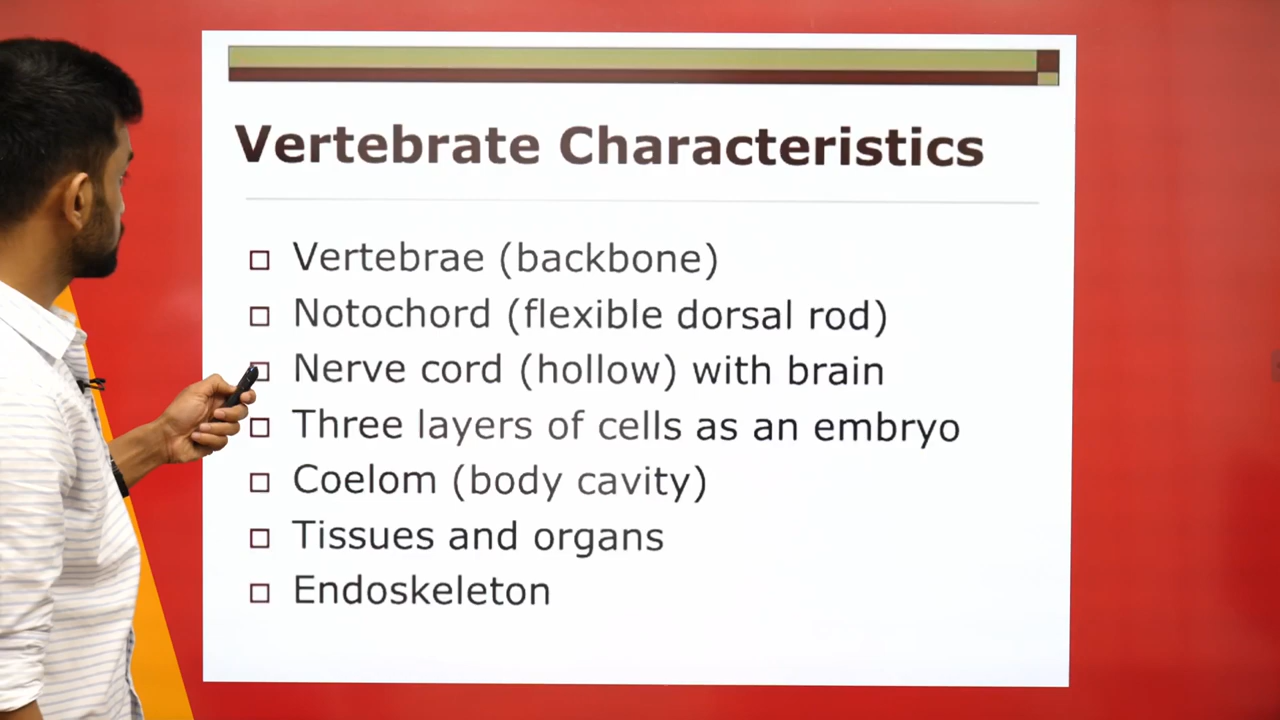 Vertebrate Characteristics
Vertebrae (backbone)
Notochord (flexible dorsal rod)
Nerve cord (hollow) with brain
Three layers of cells as an embryo
Coelom (body cavity)
Tissues and organs
Endoskeleton